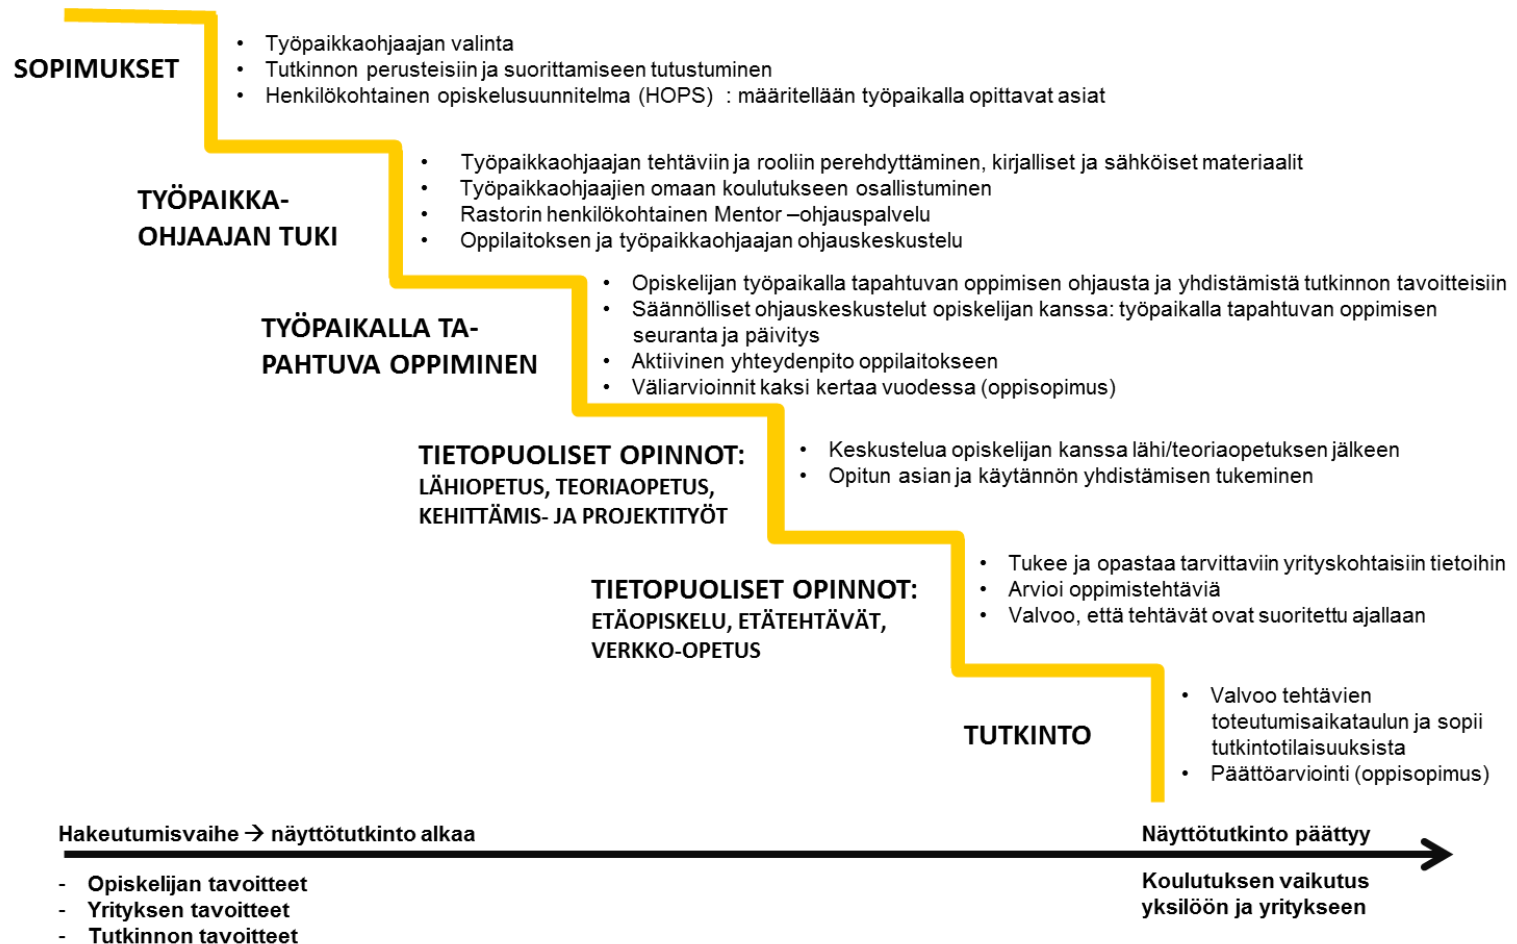 SOPIMUKSET
• Työpaikkaohjaajan valinta
• Tutkinnon perusteisiin ja suorittamiseen tutustuminen
• Henkilökohtainen opiskelusuunnitelma (HOPS) : määritellään työpaikalla opittavat asiat
TYÖPAIKKA-
OHJAAJAN TUKI
• Työpaikkaohjaajan tehtäviin ja rooliin perehdyttäminen, kirjalliset ja sähköiset materiaalit
• Työpaikkaohjaajien omaan koulutukseen osallistuminen
• Rastorin henkilökohtainen Mentor –ohjauspalvelu
• Oppilaitoksen ja työpaikkaohjaajan ohjauskeskustelu
TYÖPAIKALLA TA-
PAHTUVA OPPIMINEN
• Opiskelijan työpaikalla tapahtuvan oppimisen ohjausta ja yhdistämistä tutkinnon tavoitteisiin
• Säännölliset ohjauskeskustelut opiskelijan kanssa: työpaikalla tapahtuvan oppimisen
seuranta ja päivitys
• Aktiivinen yhteydenpito oppilaitokseen
• Väliarvioinnit kaksi kertaa vuodessa (oppisopimus)
TIETOPUOLISET OPINNOT:
LÄHIOPETUS, TEORIAOPETUS,
KEHITTÄMIS- JA PROJEKTITYÖT
• Keskustelua opiskelijan kanssa lähi/teoriaopetuksen jälkeen
• Opitun asian ja käytännön yhdistämisen tukeminen
TIETOPUOLISET OPINNOT:
ETÄOPISKELU, ETÄTEHTÄVÄT,
VERKKO-OPETUS
• Tukee ja opastaa tarvittaviin yrityskohtaisiin tietoihin
• Arvioi oppimistehtäviä
• Valvoo, että tehtävät ovat suoritettu ajallaan
TUTKINTO
• Valvoo tehtävien
toteutumisaikataulun ja sopii
tutkintotilaisuuksista
• Päättöarviointi (oppisopimus)
Hakeutumisvaihe → näyttötutkinto alkaa
Näyttötutkinto päättyy
- Opiskelijan tavoitteet
- Yrityksen tavoitteet
- Tutkinnon tavoitteet
Koulutuksen vaikutus
yksilöön ja yritykseen